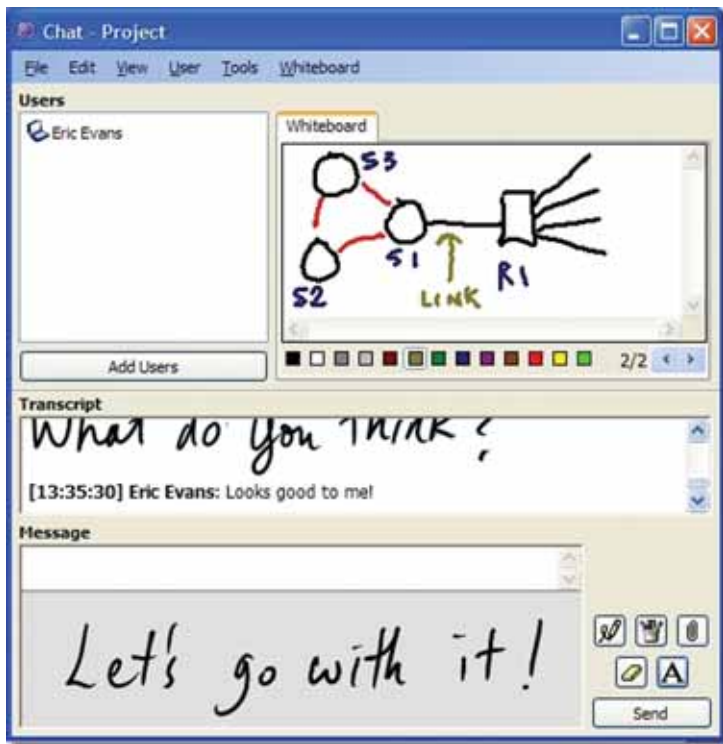 Chat - Project
File Edit View User Tools Whiteboard
Users
Eric Evans
Add Users
Whiteboard
S3
S1
S2
LINK
R1
2/2
Transcript
What do you think?
[13:35:30] Eric Evans: Looks good to me!
Message
Let's go with it!
A
Send